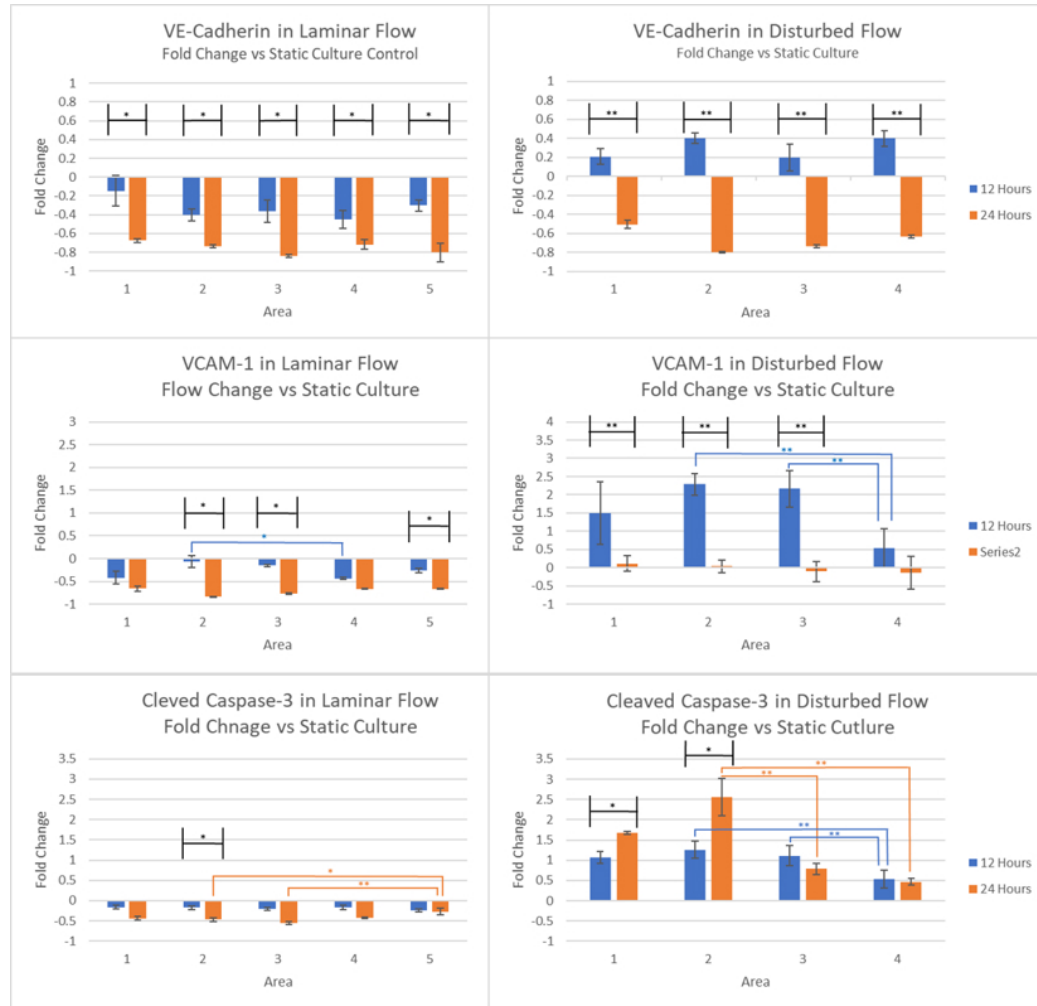 VE-Cadherin in Laminar Flow
Fold Change vs Static Culture Control
1
0.8
0.6
0.4
0.2
0
-0.2
-0.4
-0.6
-0.8
-1
Fold Change
* * * * *
1 2 3 4 5
Area
VE-Cadherin in Disturbed Flow
Fold Change vs Static Culture
1
0.8
0.6
0.4
0.2
0
-0.2
-0.4
-0.6
-0.8
-1
Fold Change
** ** ** **
1 2 3 4
Area
12 Hours
24 Hours
VCAM-1 in Laminar Flow
Flow Change vs Static Culture
3
2.5
2
1.5
1
0.5
0
-0.5
-1
Fold Change
* *
*
*
1 2 3 4 5
Area
VCAM-1 in Disturbed Flow
Fold Change vs Static Culture
4
3.5
3
2.5
2
1.5
1
0.5
0
-0.5
-1
Fold Change
** ** **
**
**
1 2 3 4
Area
12 Hours
Series2
Cleved Caspase-3 in Laminar Flow
Fold Chnage vs Static Culture
3.5
3
2.5
2
1.5
1
0.5
0
-0.5
-1
Fold Change
*
*
**
1 2 3 4 5
Area
Cleaved Caspase-3 in Disturbed Flow
Fold Change vs Static Cutlure
3.5
3
2.5
2
1.5
1
0.5
0
-0.5
-1
Fold Change
*
**
**
*
**
**
1 2 3 4
Area
12 Hours
24 Hours